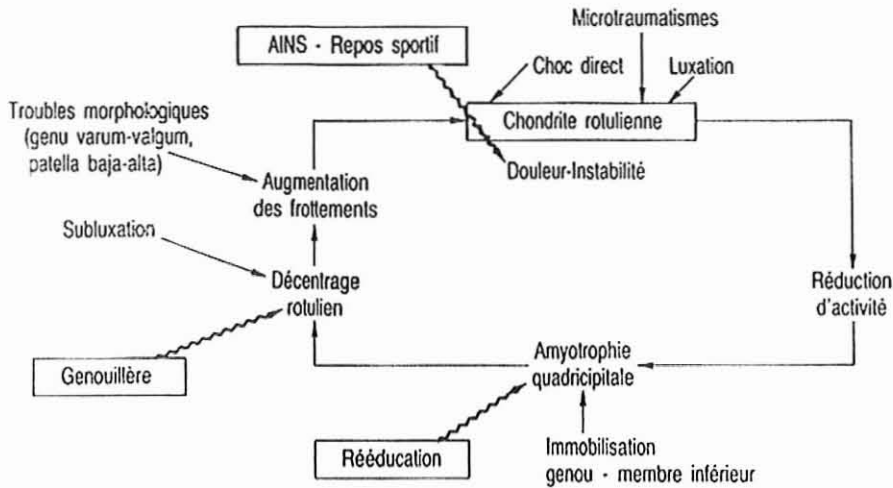 Microtraumatismes
AINS - Repos sportif
Choc direct
Luxation
Troubles morphologiques
(genu varum-valgum,
patella baja-alta)
Chondrite rotulienne
Douleur-Instabilité
Augmentation
des frottements
Subluxation
Décentrage
rotulien
Réduction
d'activité
Genouillère
Amyotrophie
quadricipitale
Rééducation
Immobilisation
genou - membre inférieur